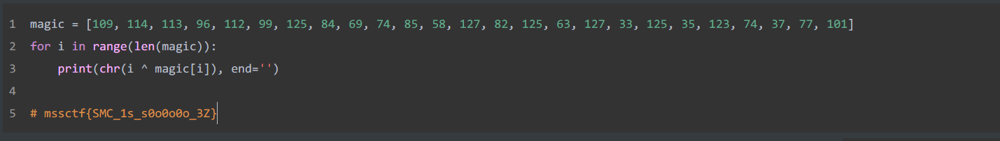 1 magic = [109, 114, 113, 96, 112, 99, 125, 84, 69, 74, 85, 58, 127, 82, 125, 63, 127, 33, 125, 35, 123, 74, 37, 77, 101]
2 for i in range(len(magic)):
3     print(chr(i ^ magic[i]), end='')
4
5 # mssctf{SMC_1s_s0o0o0o_3Z}